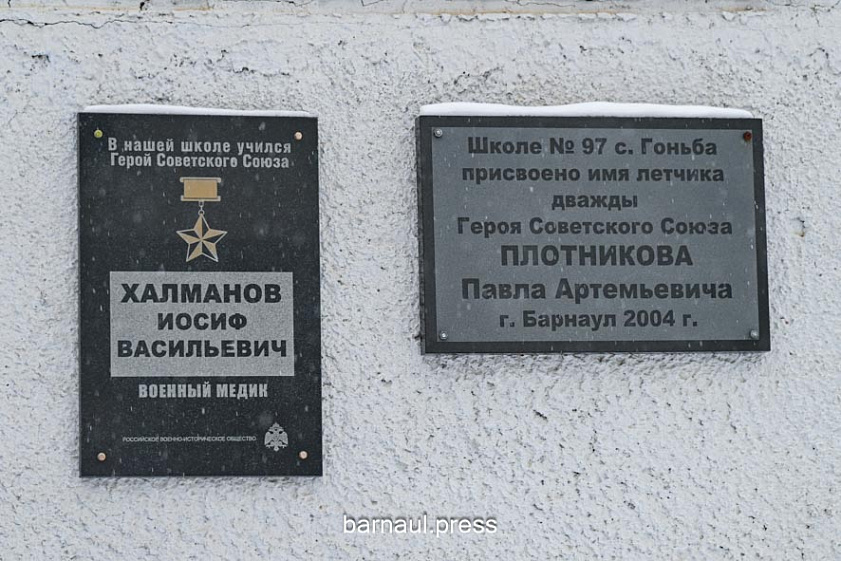 В нашей школе учился
Герой Советского Союза
ХАЛМАНОВ
ИОСИФ
ВАСИЛЬЕВИЧ
ВОЕННЫЙ МЕДИК
РОССИЙСКОЕ ВОЕННО-ИСТОРИЧЕСКОЕ ОБЩЕСТВО
Школе № 97 с. Гоньба
присвоено имя летчика
дважды
Героя Советского Союза
ПЛОТНИКОВА
Павла Артемьевича
г. Барнаул 2004 г.
barnaul.press